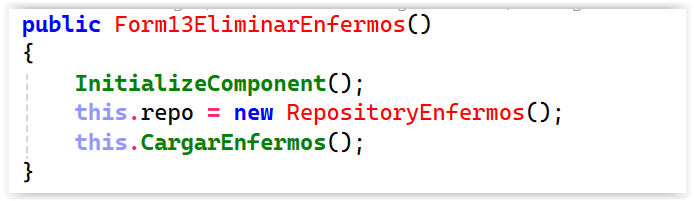 public Form13EliminarEnfermos()
{
    InitializeComponent();
    this.repo = new RepositoryEnfermos();
    this.CargarEnfermos();
}